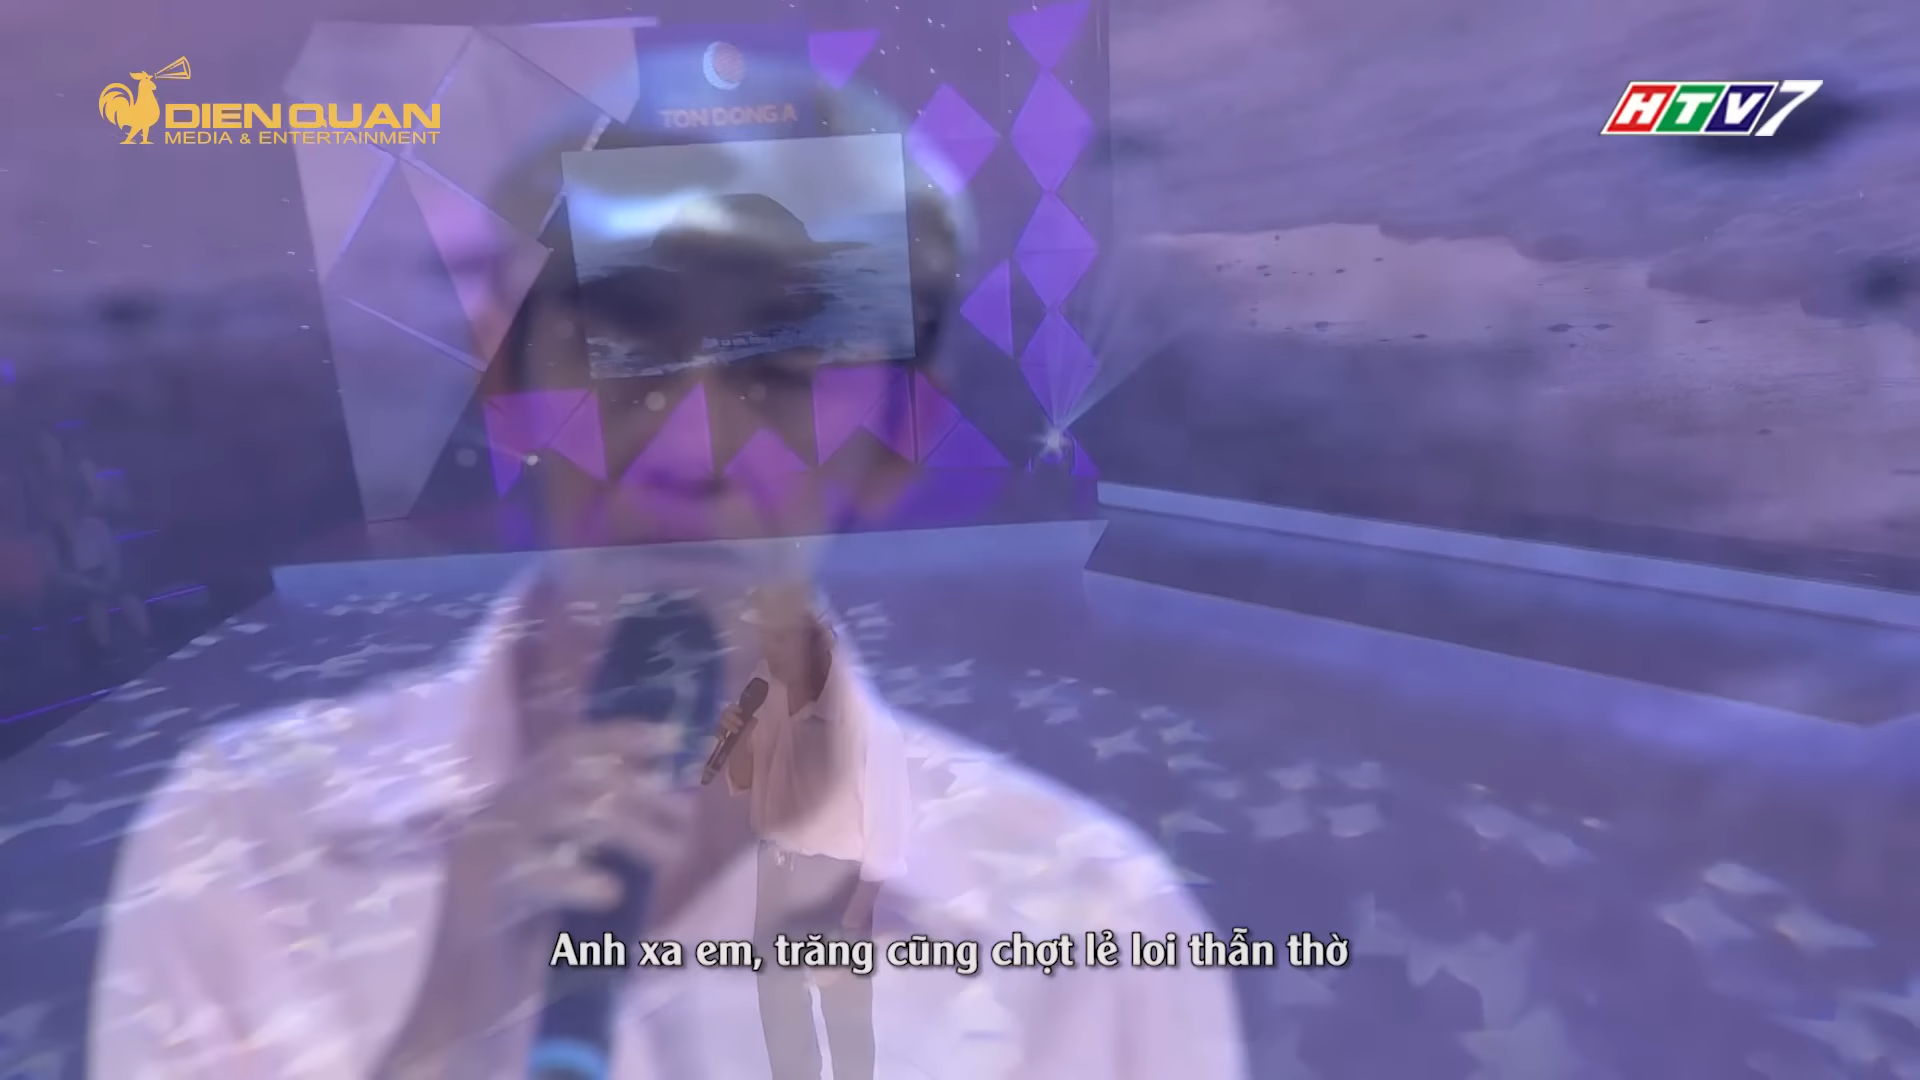 DIEN QUAN
MEDIA & ENTERTAINMENT
HTV7
TON DONG A
Anh xa em, trăng cũng chợt lẻ loi thẫn thờ